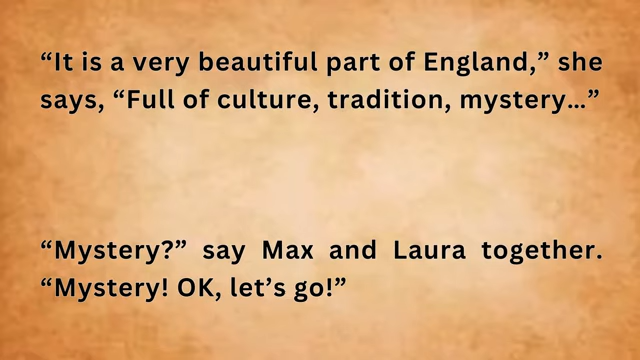 “It is a very beautiful part of England,” she
says, “Full of culture, tradition, mystery…”
“Mystery?” say Max and Laura together.
“Mystery! OK, let’s go!”